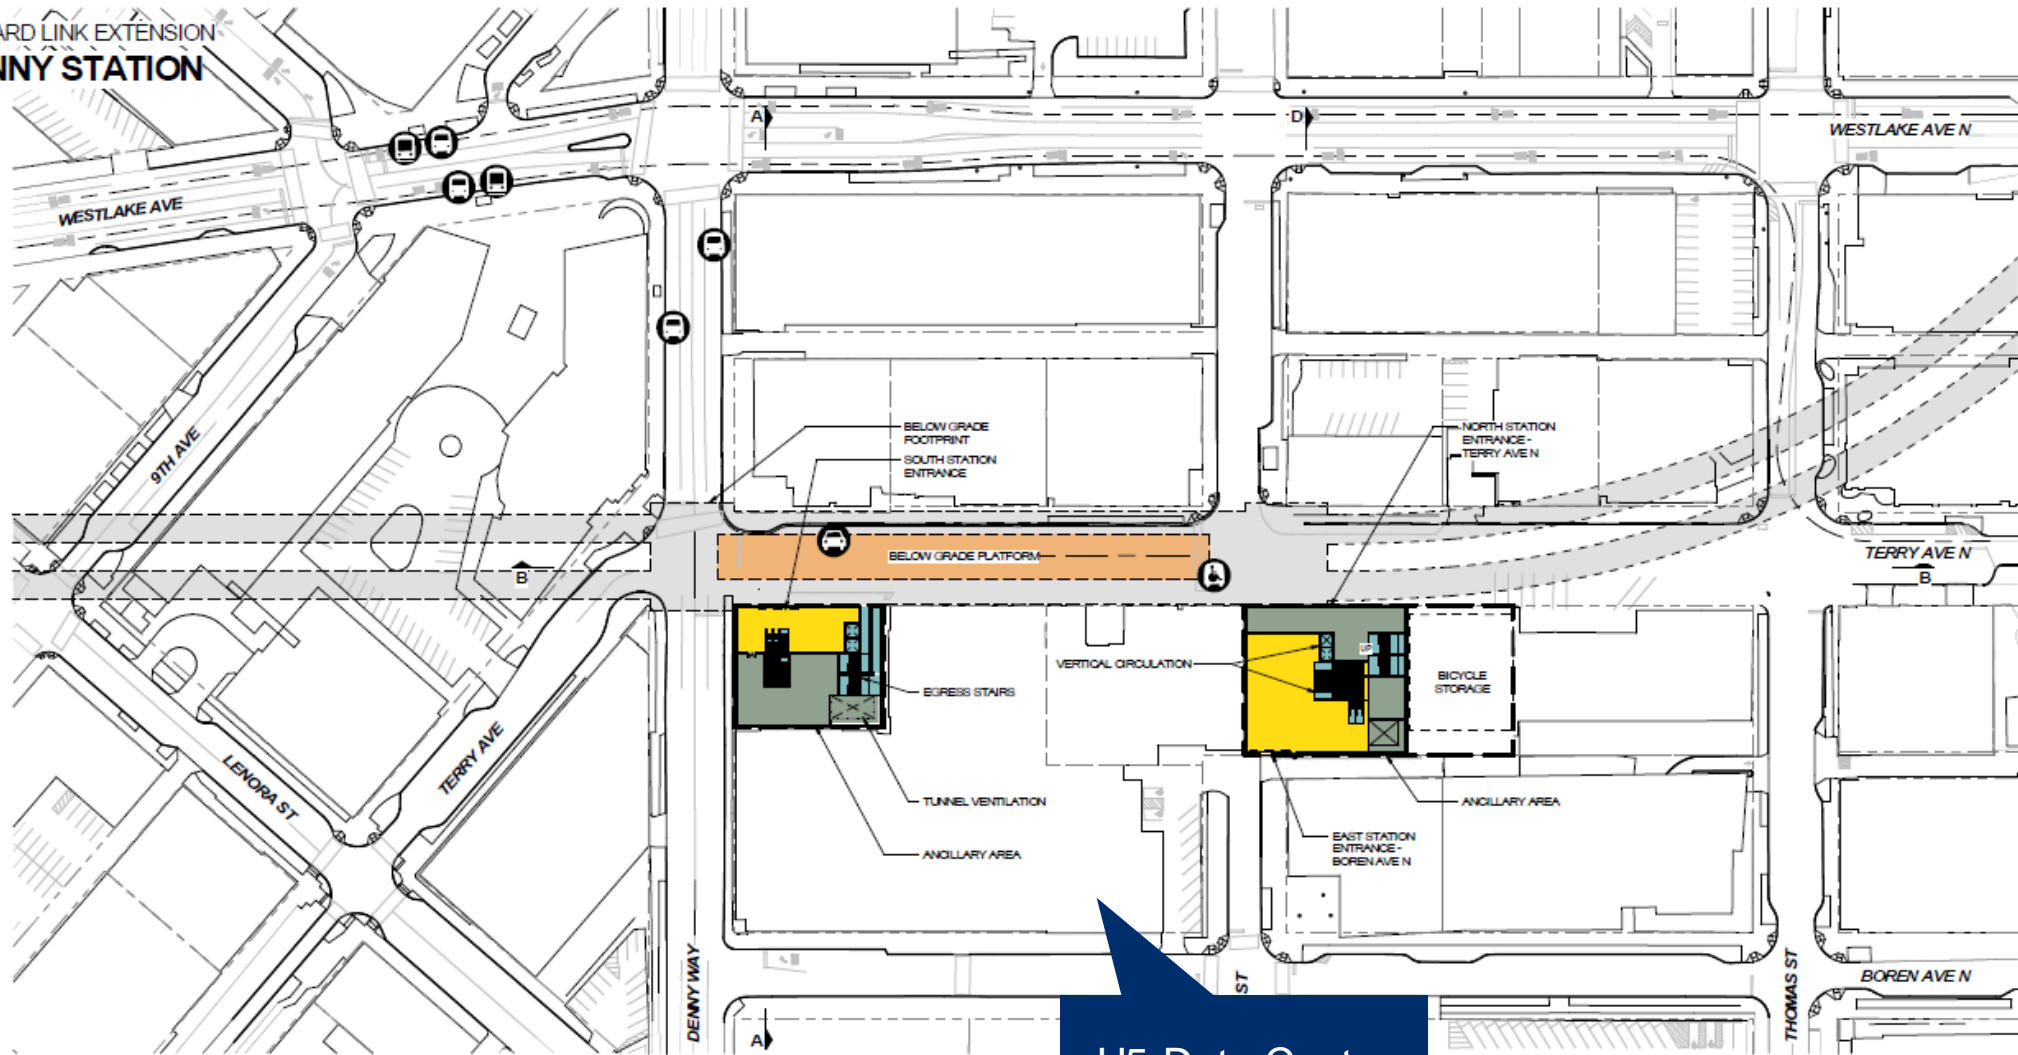 ARD LINK EXTENSION
NNY STATION
A
D
WESTLAKE AVE N
WESTLAKE AVE
BELOW GRADE
FOOTPRINT
SOUTH STATION
ENTRANCE
NORTH STATION
ENTRANCE -
TERRY AVE N
9TH AVE
BELOW GRADE PLATFORM
TERRY AVE N
B
B
UP
VERTICAL CIRCULATION
BICYCLE
STORAGE
EGRESS STAIRS
LENORA ST
TERRY AVE
TUNNEL VENTILATION
ANCILLARY AREA
ANCILLARY AREA
EAST STATION
ENTRANCE -
BOREN AVE N
DENNY WAY
ST
THOMAS ST
BOREN AVE N
A